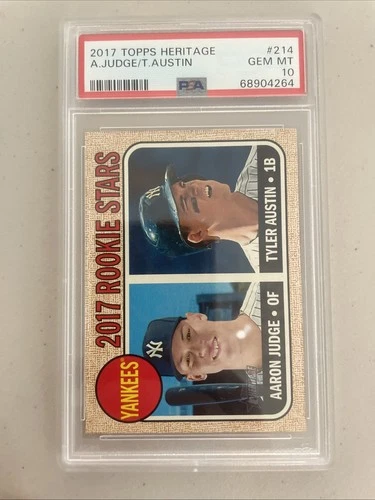 2017 TOPPS HERITAGE #214
A.JUDGE/T.AUSTIN GEM MT
PSA 10
68904264
2017 ROOKIE STARS
YANKEES
TYLER AUSTIN • 1B
AARON JUDGE • OF